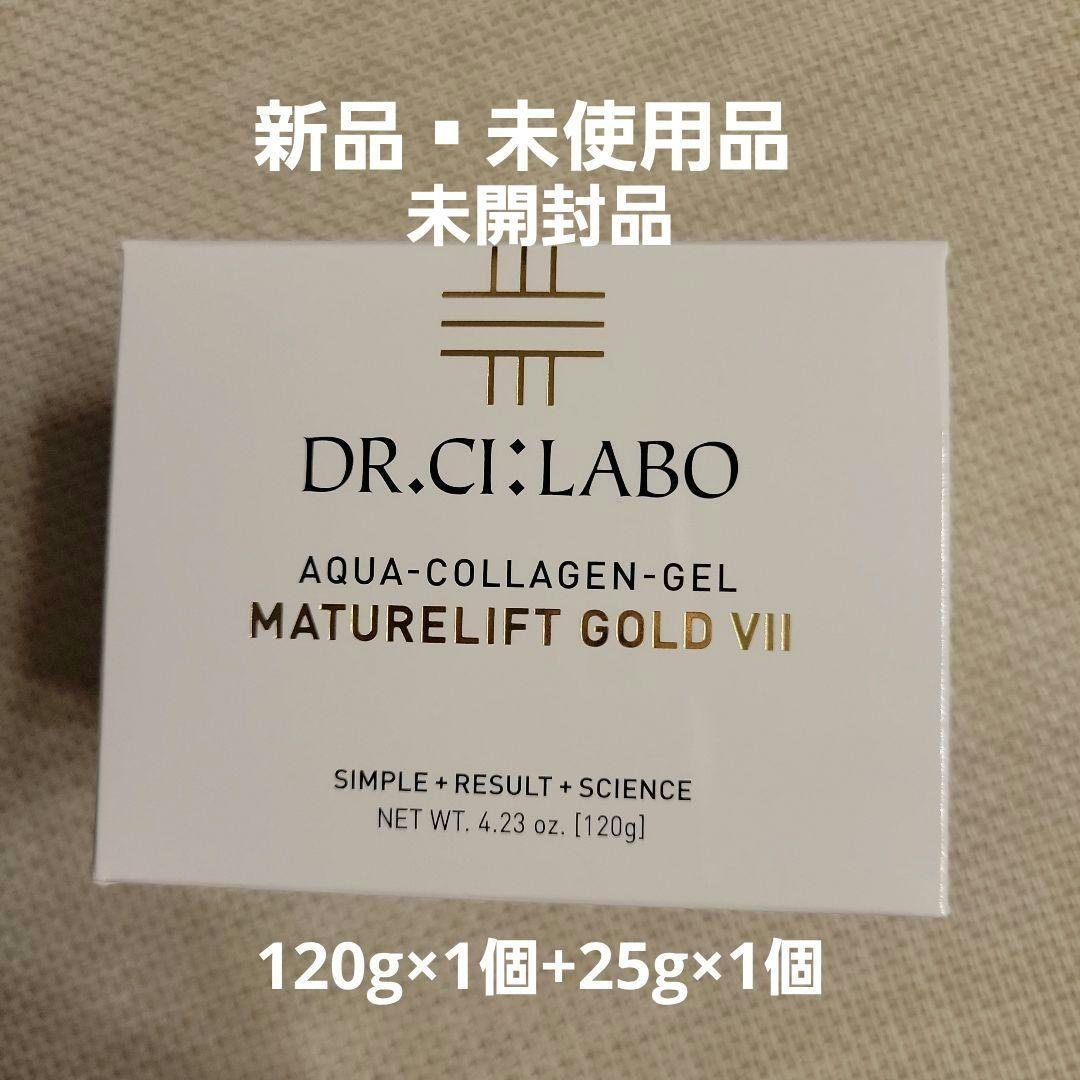 新品▪未使用品
未開封品
DR.CI:LABO
AQUA-COLLAGEN-GEL
MATURELIFT GOLD VII
SIMPLE + RESULT + SCIENCE
NET WT. 4.23 oz. [120g]
120g×1個+25g×1個